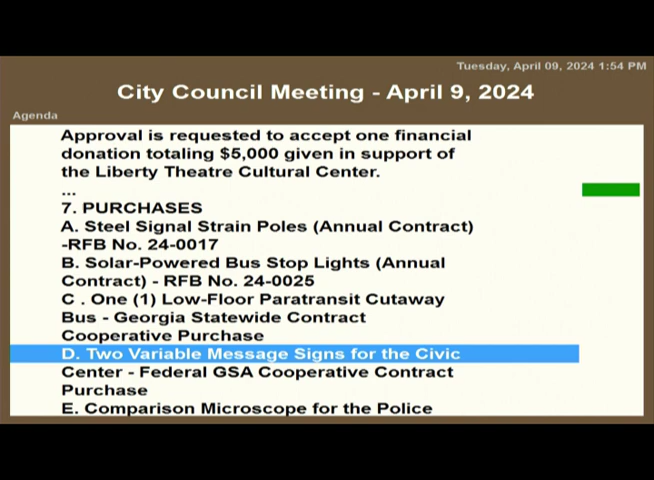 Tuesday, April 09, 2024 1:54 PM
City Council Meeting - April 9, 2024
Agenda
Approval is requested to accept one financial
donation totaling $5,000 given in support of
the Liberty Theatre Cultural Center.
...
7. PURCHASES
A. Steel Signal Strain Poles (Annual Contract)
-RFB No. 24-0017
B. Solar-Powered Bus Stop Lights (Annual
Contract) - RFB No. 24-0025
C . One (1) Low-Floor Paratransit Cutaway
Bus - Georgia Statewide Contract
Cooperative Purchase
D. Two Variable Message Signs for the Civic
Center - Federal GSA Cooperative Contract
Purchase
E. Comparison Microscope for the Police